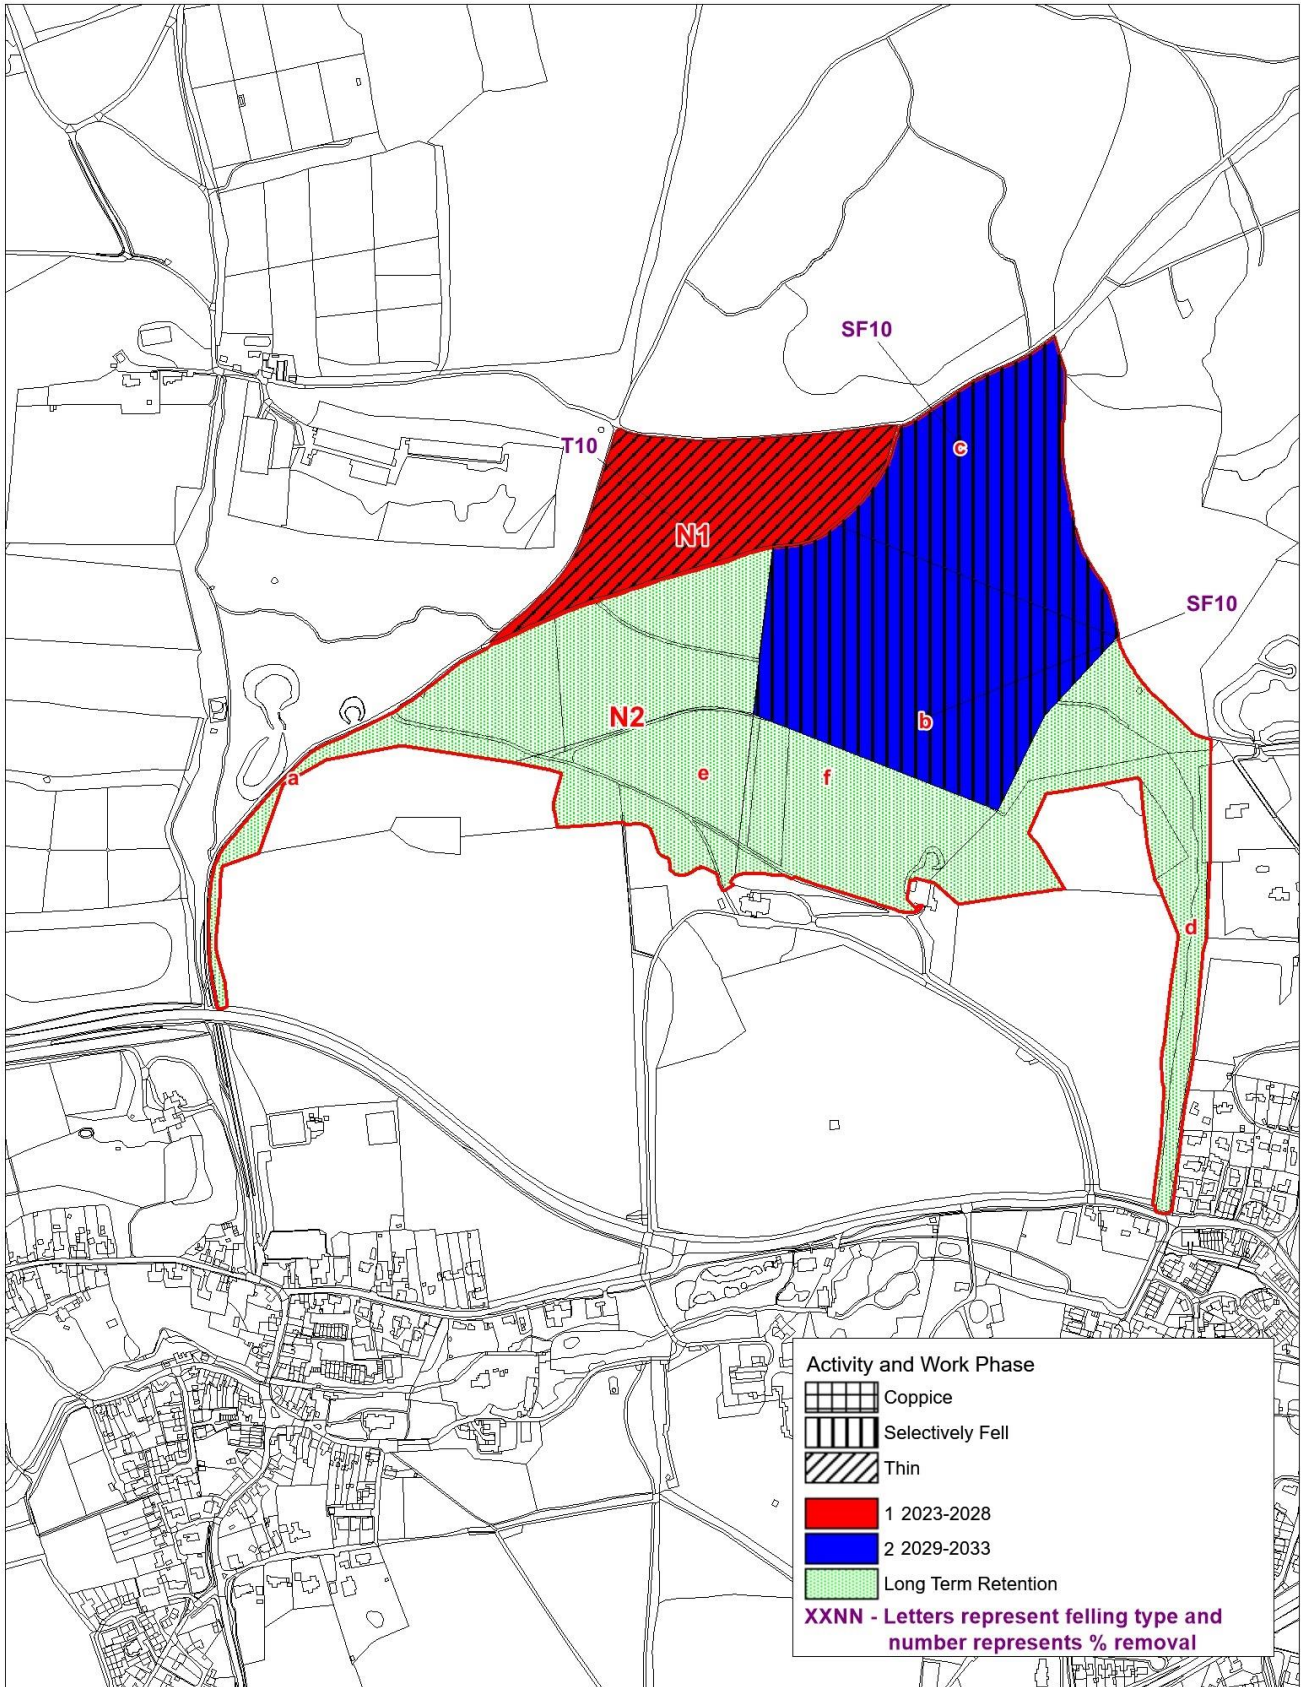 SF10
T10
c
N1
SF10
N2
b
a
e
f
d
Activity and Work Phase
Coppice
Selectively Fell
Thin
1 2023-2028
2 2029-2033
Long Term Retention
XXNN - Letters represent felling type and
number represents % removal